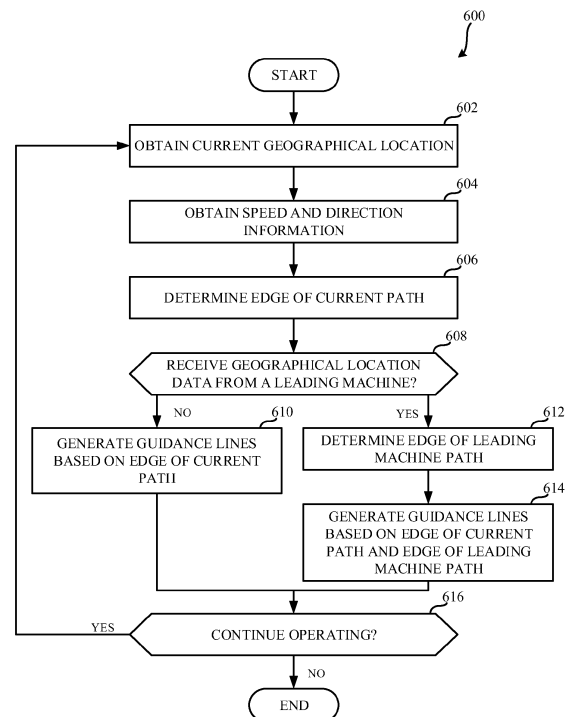 600
START
602
OBTAIN CURRENT GEOGRAPHICAL LOCATION
604
OBTAIN SPEED AND DIRECTION
INFORMATION
606
DETERMINE EDGE OF CURRENT PATH
608
RECEIVE GEOGRAPHICAL LOCATION
DATA FROM A LEADING MACHINE?
NO
610
GENERATE GUIDANCE LINES
BASED ON EDGE OF CURRENT
PATH
YES
612
DETERMINE EDGE OF LEADING
MACHINE PATH
614
GENERATE GUIDANCE LINES
BASED ON EDGE OF CURRENT
PATH AND EDGE OF LEADING
MACHINE PATH
616
YES
CONTINUE OPERATING?
NO
END